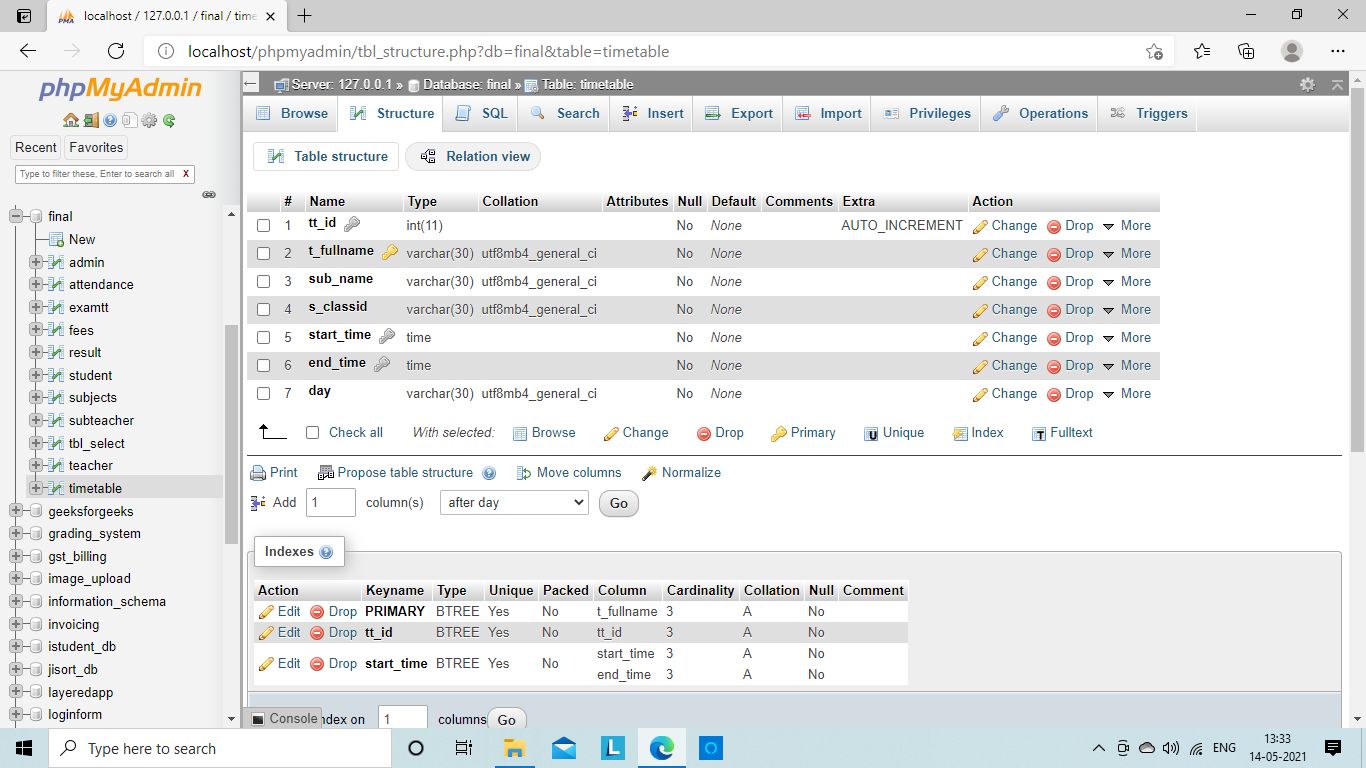 localhost / 127.0.0.1 / final / time
localhost/phpmyadmin/tbl_structure.php?db=final&table=timetable
phpMyAdmin
Recent Favorites
Type to filter these, Enter to search all X
final
New
admin
attendance
examtt
fees
result
student
subjects
subteacher
tbl_select
teacher
timetable
geeksforgeeks
grading_system
gst_billing
image_upload
information_schema
invoicing
istudent_db
jisort_db
layeredapp
loginform
Server: 127.0.0.1 » Database: final » Table: timetable
Browse Structure SQL Search Insert Export Import Privileges Operations Triggers
Table structure Relation view
# Name Type Collation Attributes Null Default Comments Extra Action
1 tt_id int(11) No None AUTO_INCREMENT Change Drop More
2 t_fullname varchar(30) utf8mb4_general_ci No None Change Drop More
3 sub_name varchar(30) utf8mb4_general_ci No None Change Drop More
4 s_classid varchar(30) utf8mb4_general_ci No None Change Drop More
5 start_time time No None Change Drop More
6 end_time time No None Change Drop More
7 day varchar(30) utf8mb4_general_ci No None Change Drop More
Check all With selected: Browse Change Drop Primary Unique Index Fulltext
Print Propose table structure Move columns Normalize
Add 1 column(s) after day Go
Indexes
Action Keyname Type Unique Packed Column Cardinality Collation Null Comment
Edit Drop PRIMARY BTREE Yes No t_fullname 3 A No
Edit Drop tt_id BTREE Yes No tt_id 3 A No
Edit Drop start_time BTREE Yes No start_time 3 A No
end_time 3 A No
Console ndex on 1 columns Go
Type here to search
ENG
13:33
14-05-2021